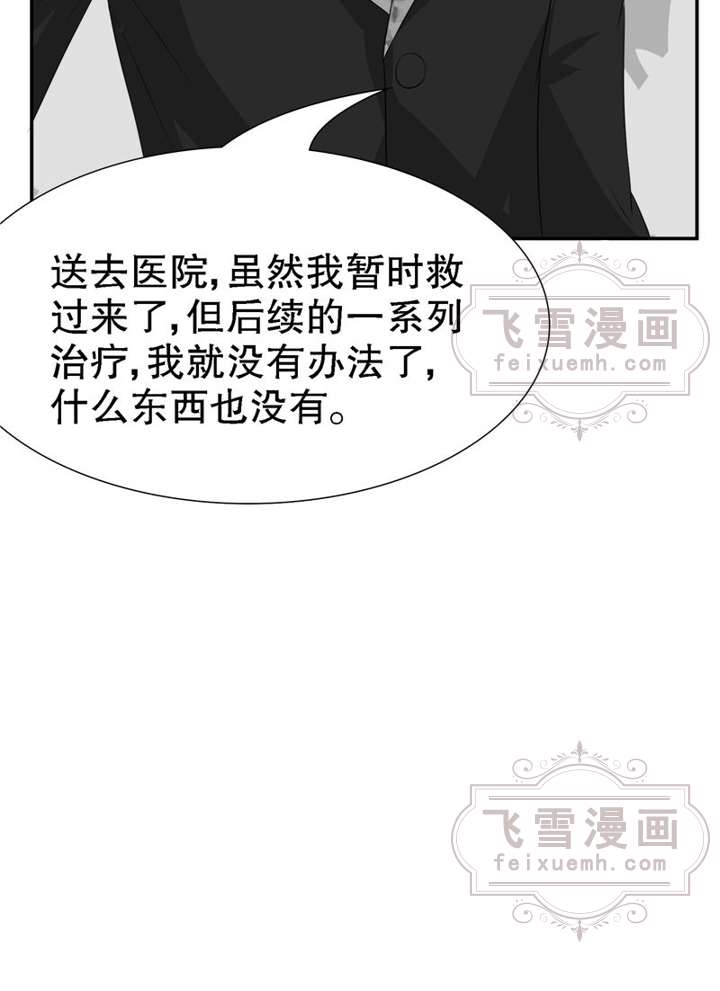 送去医院,虽然我暂时救
过来了,但后续的一系列
治疗,我就没有办法了,
什么东西也没有。
飞雪漫画
feixuemh.com
飞雪漫画
feixuemh.com